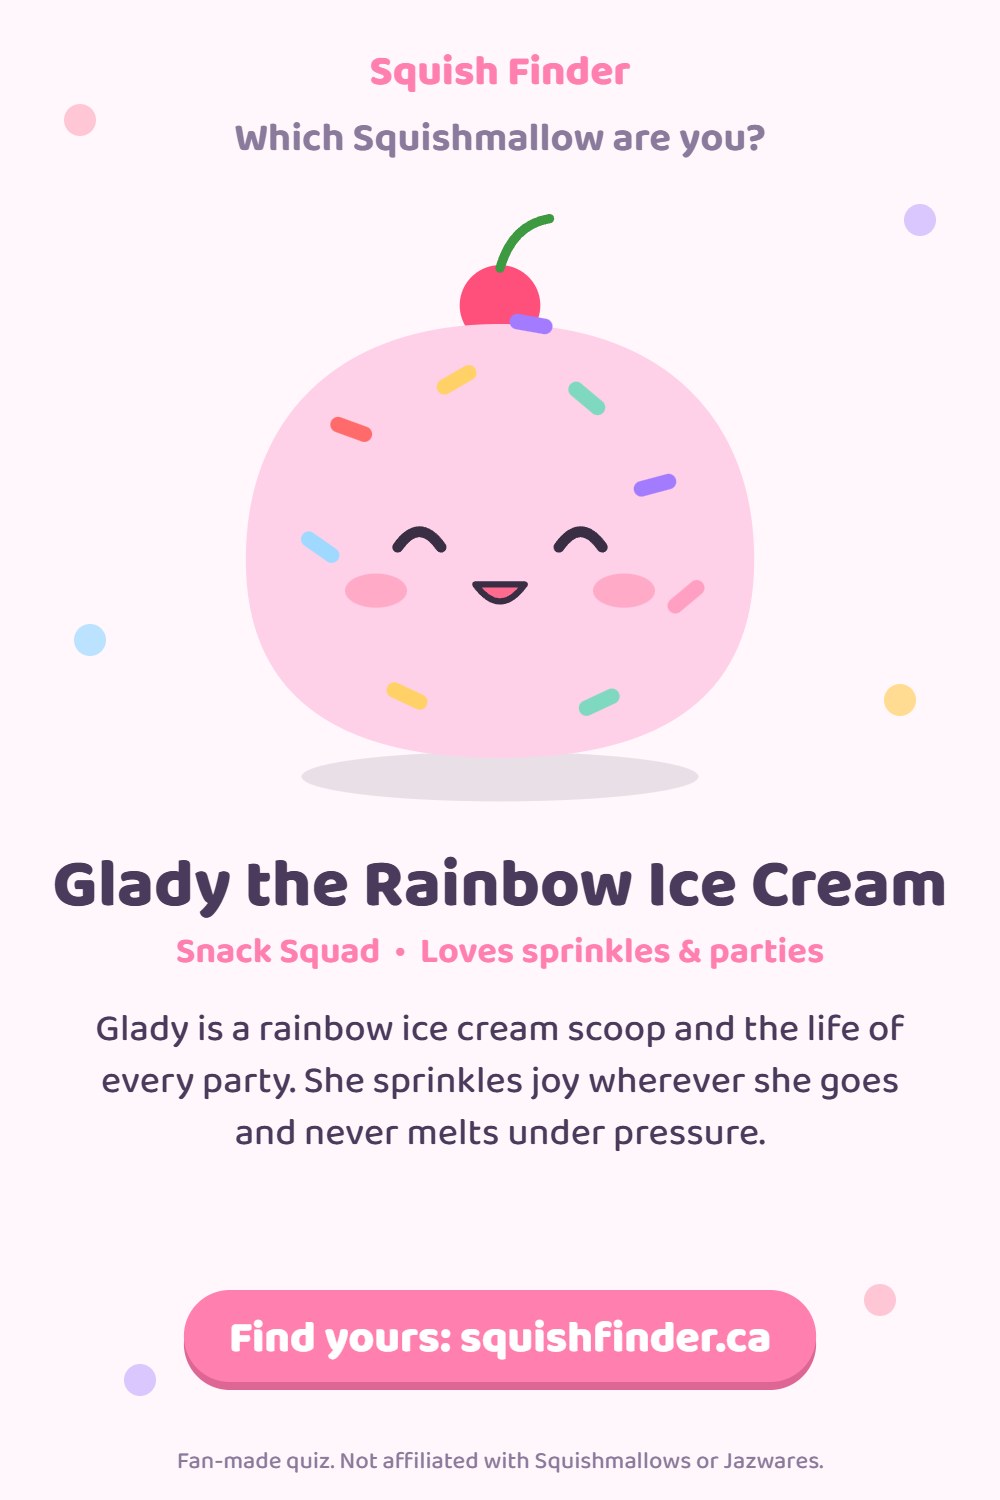 Squish Finder
Which Squishmallow are you?
Glady the Rainbow Ice Cream
Snack Squad • Loves sprinkles & parties
Glady is a rainbow ice cream scoop and the life of
every party. She sprinkles joy wherever she goes
and never melts under pressure.
Find yours: squishfinder.ca
Fan-made quiz. Not affiliated with Squishmallows or Jazwares.